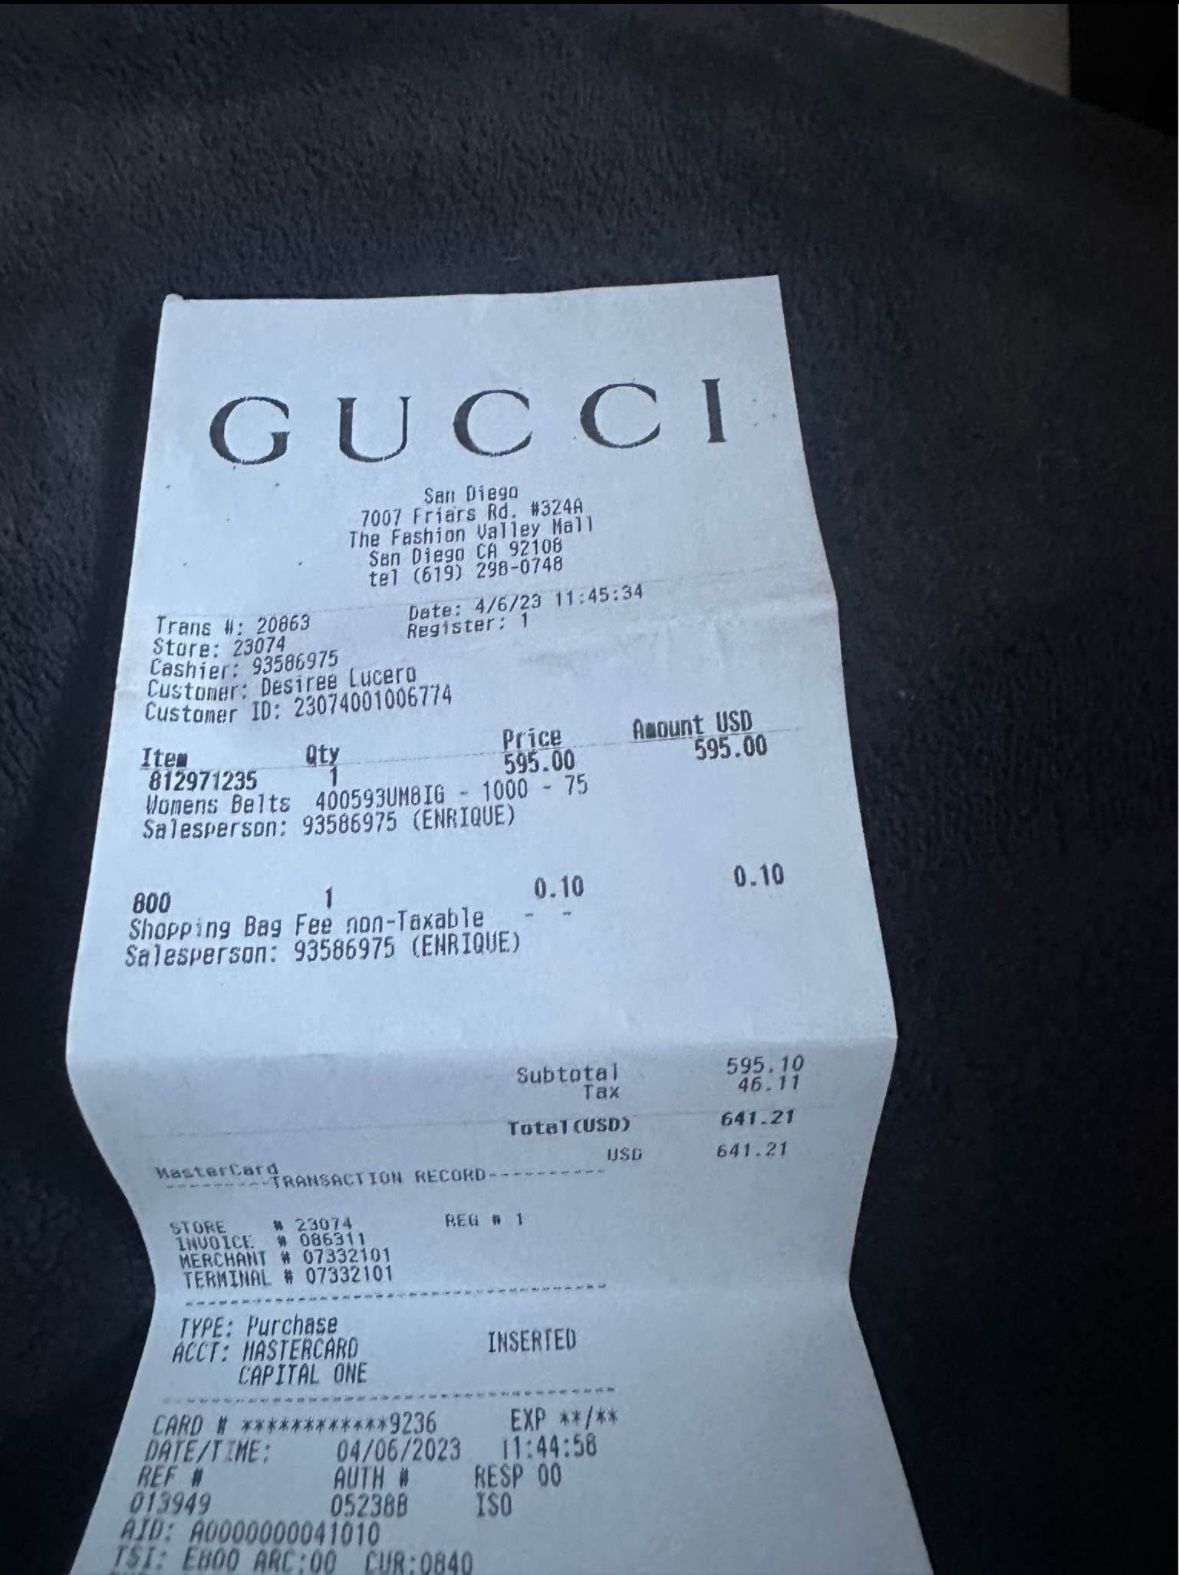 GUCCI
San Diego
7007 Friars Rd. #324A
The Fashion Valley Mall
San Diego CA 92108
tel (619) 298-0748
Trans #: 20863 Date: 4/6/23 11:45:34
Store: 23074 Register: 1
Cashier: 93586975
Customer: Desiree Lucero
Customer ID: 23074001006774
Item Qty Price Amount USD
812971235 1 595.00 595.00
Womens Belts 400593UM8IG - 1000 - 75
Salesperson: 93586975 (ENRIQUE)
800 1 0.10 0.10
Shopping Bag Fee non-Taxable - -
Salesperson: 93586975 (ENRIQUE)
Subtotal 595.10
Tax 46.11
Total(USD) 641.21
MasterCard USD 641.21
---------TRANSACTION RECORD----------
STORE # 23074 REG # 1
INVOICE # 086311
MERCHANT # 07332101
TERMINAL # 07332101
TYPE: Purchase
ACCT: MASTERCARD INSERTED
CAPITAL ONE
CARD # ************9236 EXP **/**
DATE/TIME: 04/06/2023 11:44:58
REF # AUTH # RESP 00
013949 05238B ISO
AID: A0000000041010
TSI: E800 ARC:00 CUR:0840